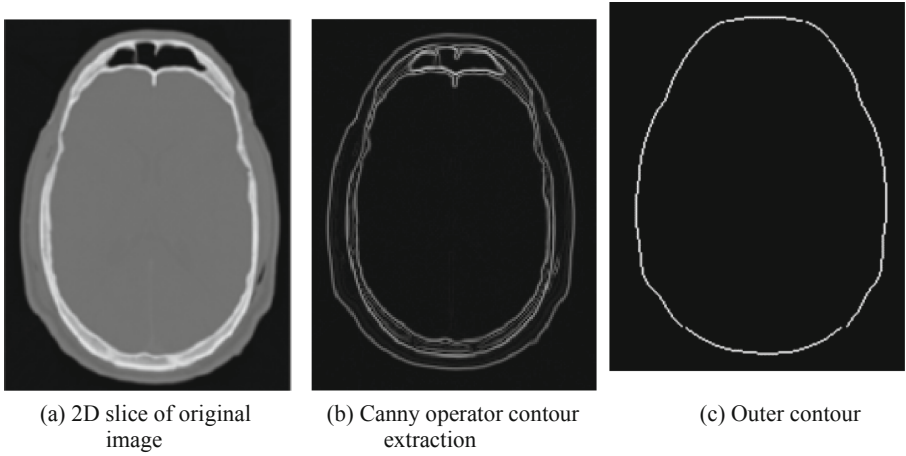 (a) 2D slice of original
image
(b) Canny operator contour
extraction
(c) Outer contour